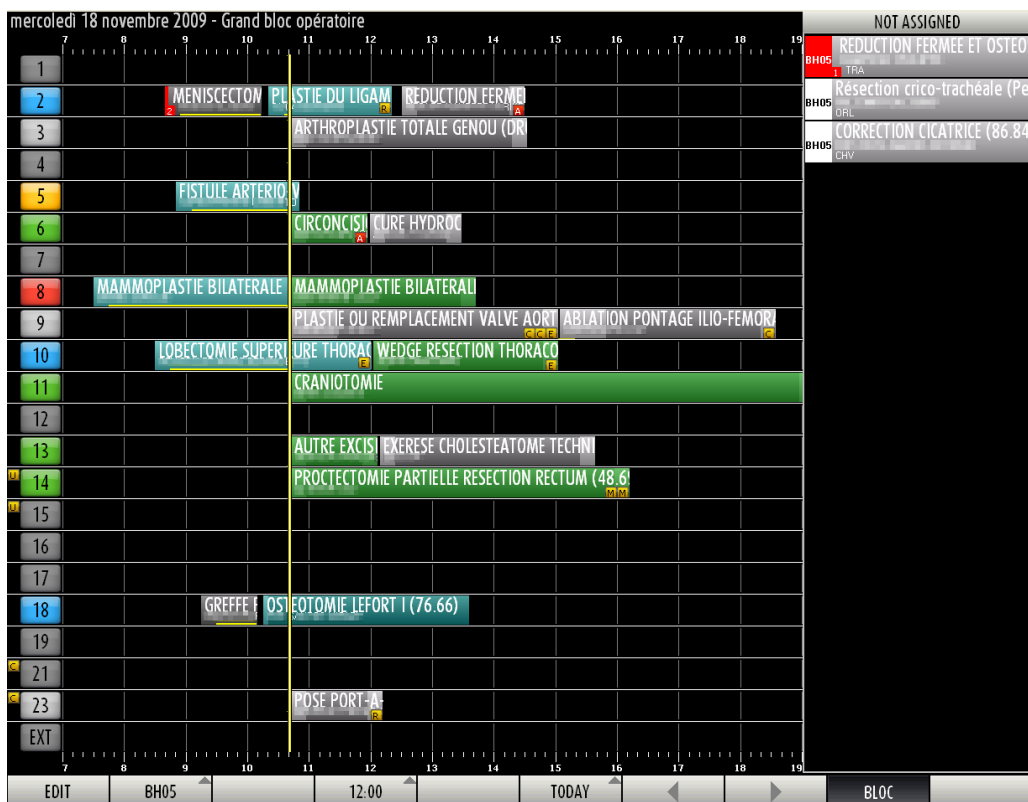 mercoledì 18 novembre 2009 - Grand bloc opératoire
NOT ASSIGNED
7 8 9 10 11 12 13 14 15 16 17 18 19
BH05 REDUCTION FERMEE ET OSTEO
1 TRA
BH05 Résection crico-trachéale (Pe
ORL
BH05 CORRECTION CICATRICE (86.84
CHV
1
2 MENISCECTOM PLASTIE DU LIGAM REDUCTION FERME
2 R A
3 ARTHROPLASTIE TOTALE GENOU (DR
4
5 FISTULE ARTERIO V
6 CIRCONCISI CURE HYDROC
A
7
8 MAMMOPLASTIE BILATERALE MAMMOPLASTIE BILATERALI
9 PLASTIE OU REMPLACEMENT VALVE AORT ABLATION PONTAGE ILIO-FEMORA
C C E C
10 LOBECTOMIE SUPERI URE THORAC WEDGE RESECTION THORACO
E E
11 CRANIOTOMIE
12
13 AUTRE EXCIS EXERESE CHOLESTEATOME TECHNI
U 14 PROCTECTOMIE PARTIELLE RESECTION RECTUM (48.69
M M
U 15
16
17
18 GREFFE OSTEOTOMIE LEFORT I (76.66)
19
C 21
C 23 POSE PORT-A-
R
EXT
7 8 9 10 11 12 13 14 15 16 17 18 19
EDIT BH05 12:00 TODAY BLOC